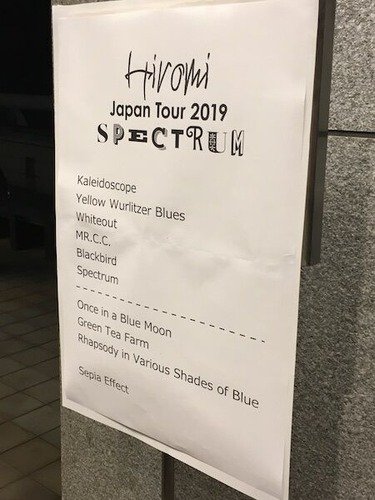 Hiromi
Japan Tour 2019
SPECTRUM
Kaleidoscope
Yellow Wurlitzer Blues
Whiteout
MR.C.C.
Blackbird
Spectrum
Once in a Blue Moon
Green Tea Farm
Rhapsody in Various Shades of Blue
Sepia Effect